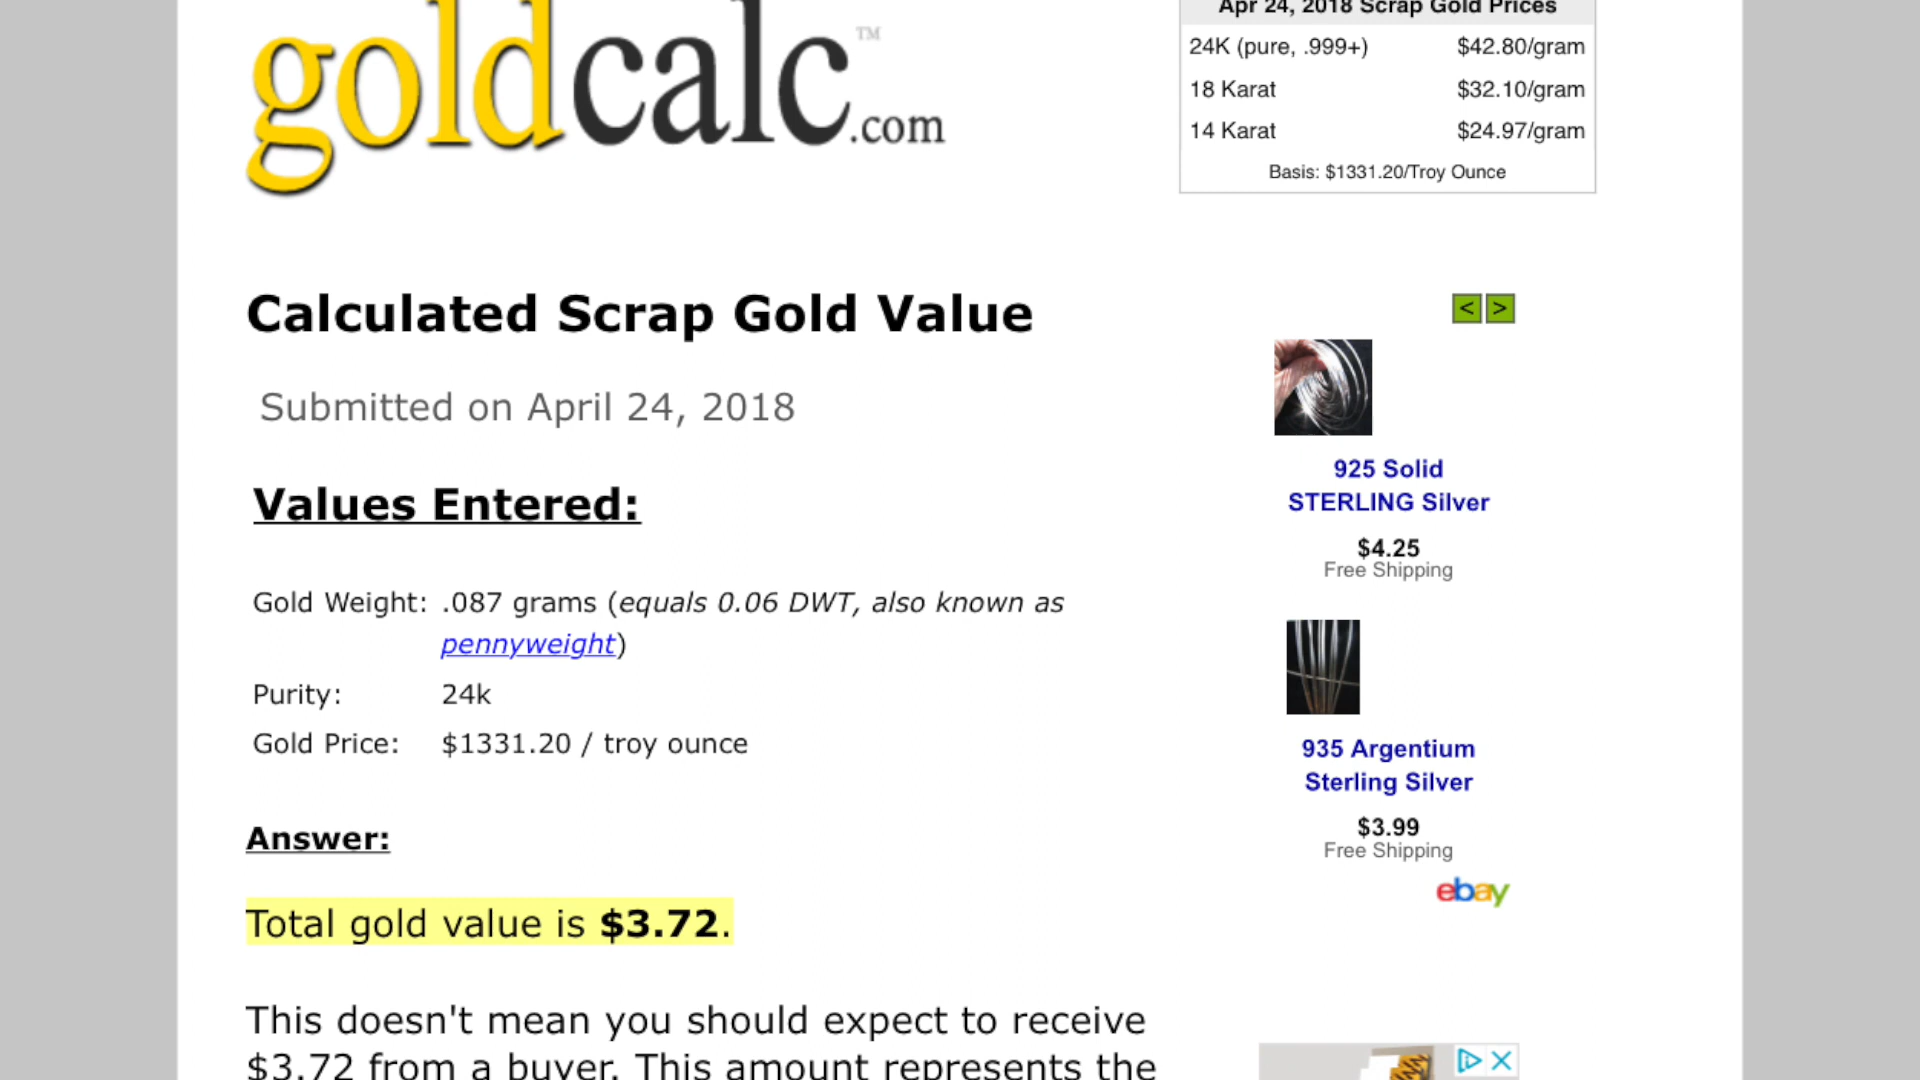 goldcalc.com™
Apr 24, 2018 Scrap Gold Prices
24K (pure, .999+) $42.80/gram
18 Karat $32.10/gram
14 Karat $24.97/gram
Basis: $1331.20/Troy Ounce
Calculated Scrap Gold Value
Submitted on April 24, 2018
Values Entered:
Gold Weight: .087 grams (equals 0.06 DWT, also known as
pennyweight)
Purity: 24k
Gold Price: $1331.20 / troy ounce
Answer:
Total gold value is $3.72.
This doesn't mean you should expect to receive
$3.72 from a buyer. This amount represents the
< >
925 Solid
STERLING Silver
$4.25
Free Shipping
935 Argentium
Sterling Silver
$3.99
Free Shipping
ebay